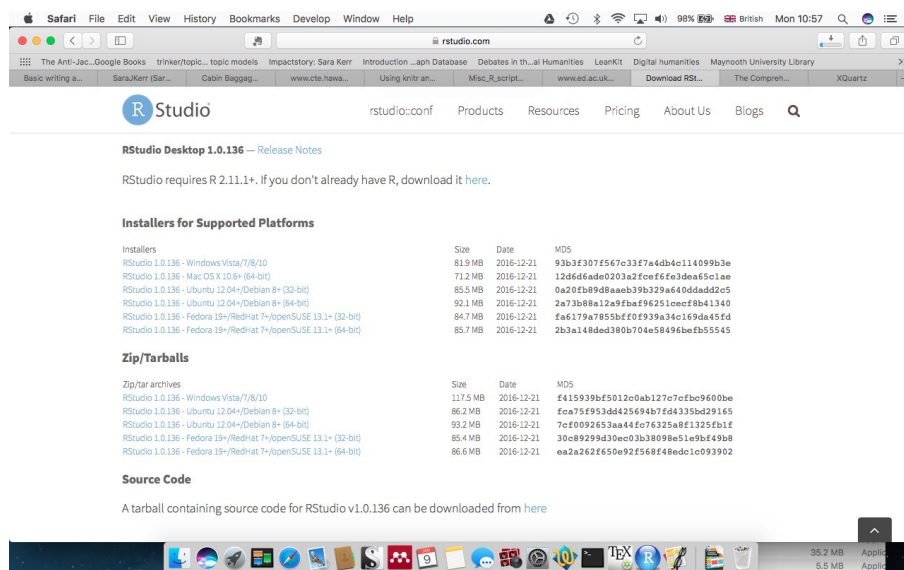 Safari File Edit View History Bookmarks Develop Window Help 98% British Mon 10:57
rstudio.com
The Anti-Jac...Google Books trinker/topic... topic models Impactstory: Sara Kerr Introduction ...aph Database Debates in th...al Humanities LeanKit Digital humanities Maynooth University Library
Basic writing a... SaraJKerr (Sar... Cabin Baggag... www.cte.hawa... Using knitr an... Misc_R_script... www.ed.ac.uk... Download RSt... The Compreh... XQuartz
R Studio rstudio::conf Products Resources Pricing About Us Blogs
RStudio Desktop 1.0.136 — Release Notes
RStudio requires R 2.11.1+. If you don't already have R, download it here.
Installers for Supported Platforms
Installers Size Date MD5
RStudio 1.0.136 - Windows Vista/7/8/10 81.9 MB 2016-12-21 93b3f307f567c33f7a4db4c114099b3e
RStudio 1.0.136 - Mac OS X 10.6+ (64-bit) 71.2 MB 2016-12-21 12d6d6ade0203a2fcef6fe3dea65c1ae
RStudio 1.0.136 - Ubuntu 12.04+/Debian 8+ (32-bit) 85.5 MB 2016-12-21 0a20fb89d8aaeb39b329a640ddadd2c5
RStudio 1.0.136 - Ubuntu 12.04+/Debian 8+ (64-bit) 92.1 MB 2016-12-21 2a73b88a12a9fbaf96251cecf8b41340
RStudio 1.0.136 - Fedora 19+/RedHat 7+/openSUSE 13.1+ (32-bit) 84.7 MB 2016-12-21 fa6179a7855bff0f939a34c169da45fd
RStudio 1.0.136 - Fedora 19+/RedHat 7+/openSUSE 13.1+ (64-bit) 85.7 MB 2016-12-21 2b3a148ded380b704e58496befb55545
Zip/Tarballs
Zip/tar archives Size Date MD5
RStudio 1.0.136 - Windows Vista/7/8/10 117.5 MB 2016-12-21 f415939bf5012c0ab127c7cfbc9600be
RStudio 1.0.136 - Ubuntu 12.04+/Debian 8+ (32-bit) 86.2 MB 2016-12-21 fca75f953dd425694b7fd4335bd29165
RStudio 1.0.136 - Ubuntu 12.04+/Debian 8+ (64-bit) 93.2 MB 2016-12-21 7cf0092653aa44fc76325a8f1325fb1f
RStudio 1.0.136 - Fedora 19+/RedHat 7+/openSUSE 13.1+ (32-bit) 85.4 MB 2016-12-21 30c89299d30ec03b38098e51e9bf49b8
RStudio 1.0.136 - Fedora 19+/RedHat 7+/openSUSE 13.1+ (64-bit) 86.6 MB 2016-12-21 ea2a262f650e92f568f48edc1c093902
Source Code
A tarball containing source code for RStudio v1.0.136 can be downloaded from here
35.2 MB Applic
5.5 MB Applic
S 9 TEX R